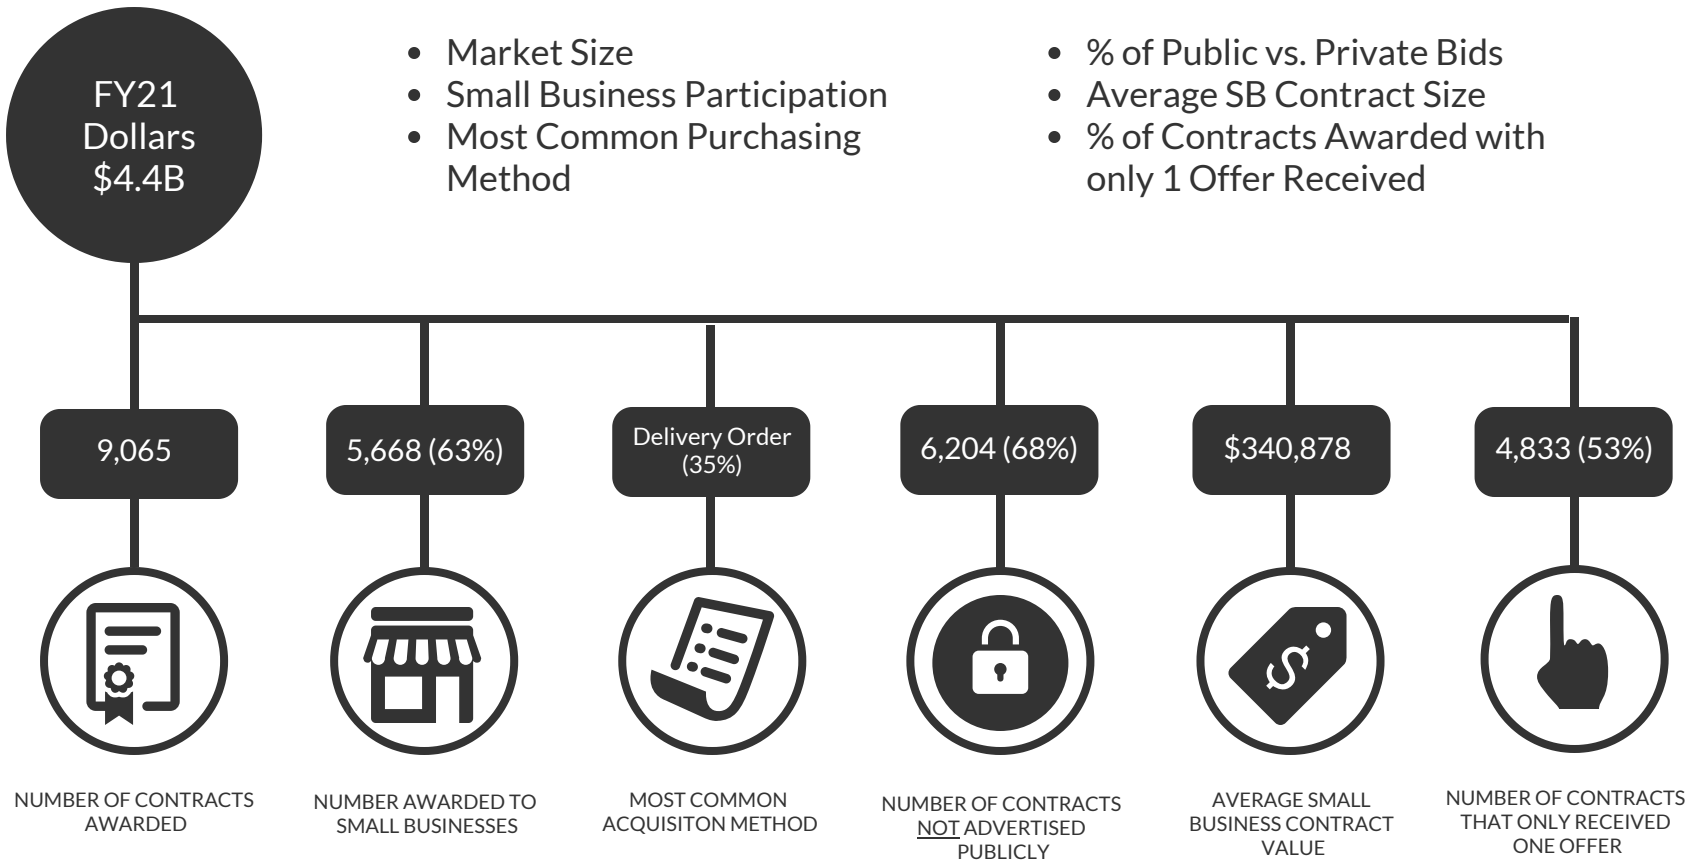 FY21
Dollars
$4.4B
• Market Size
• Small Business Participation
• Most Common Purchasing
Method
• % of Public vs. Private Bids
• Average SB Contract Size
• % of Contracts Awarded with
only 1 Offer Received
9,065
5,668 (63%)
Delivery Order
(35%)
6,204 (68%)
$340,878
4,833 (53%)
$
NUMBER OF CONTRACTS
AWARDED
NUMBER AWARDED TO
SMALL BUSINESSES
MOST COMMON
ACQUISITON METHOD
NUMBER OF CONTRACTS
NOT ADVERTISED
PUBLICLY
AVERAGE SMALL
BUSINESS CONTRACT
VALUE
NUMBER OF CONTRACTS
THAT ONLY RECEIVED
ONE OFFER